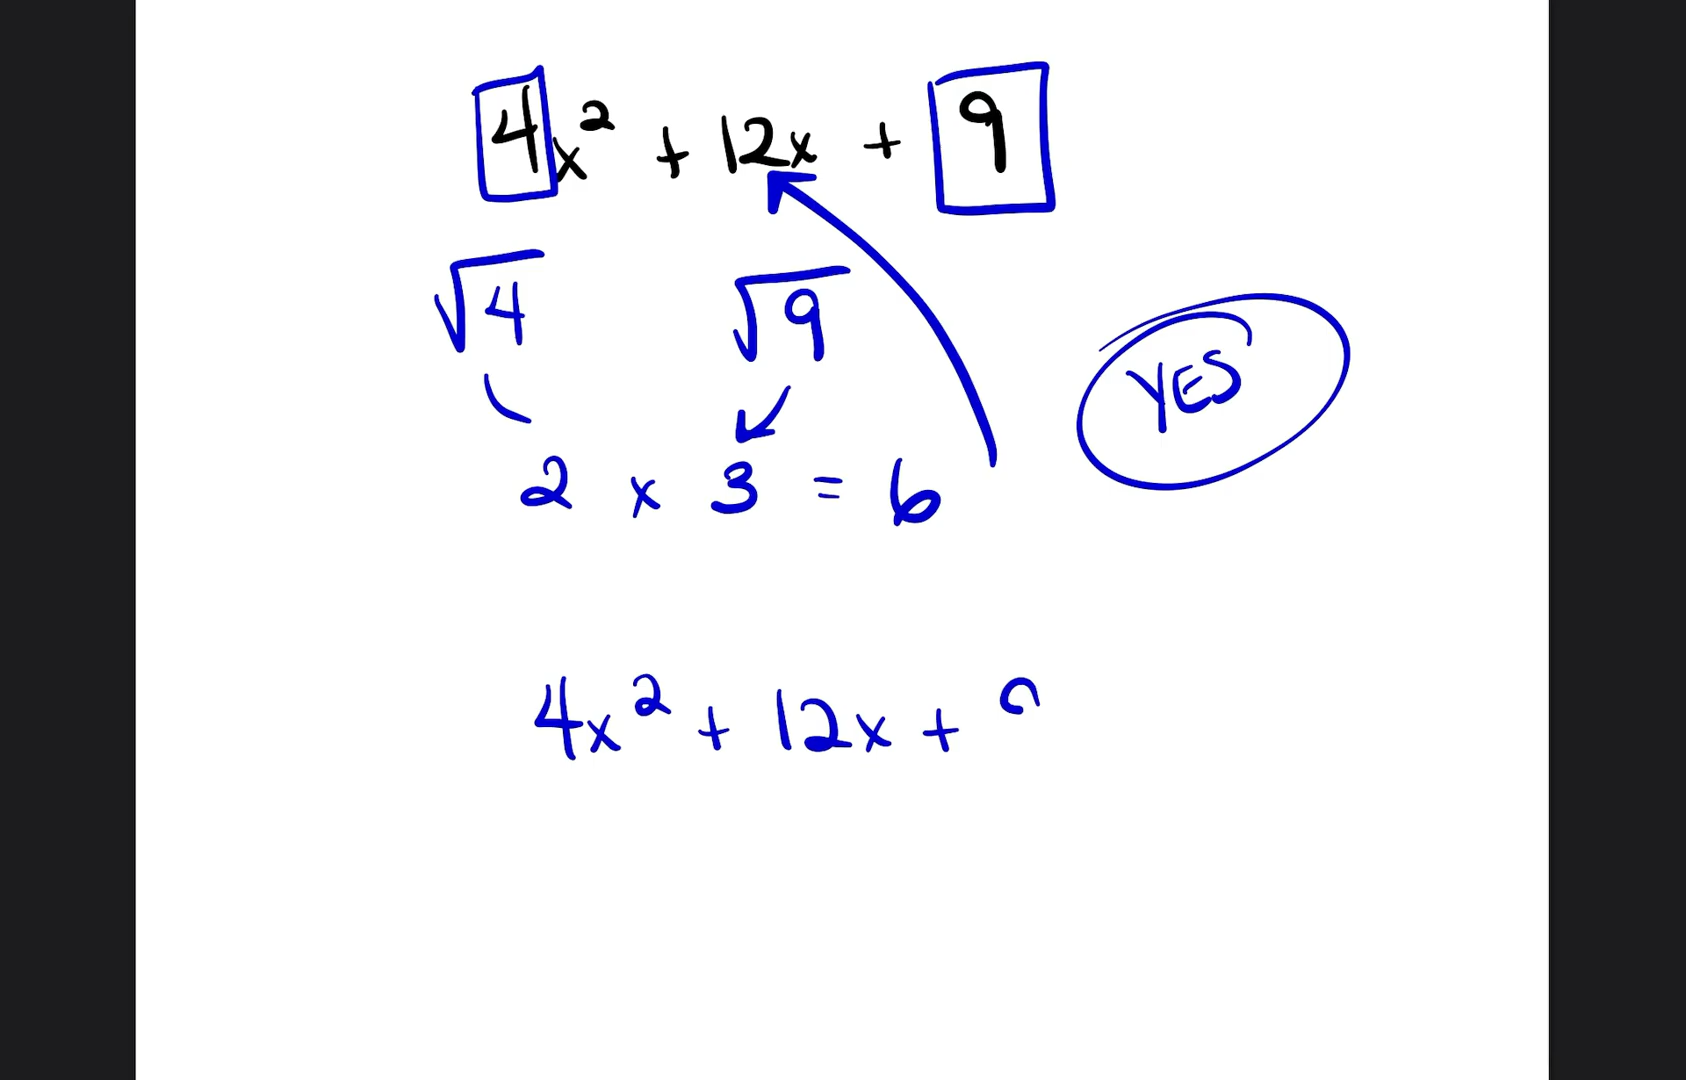 4x² + 12x + 9
√4 √9
YES
2 x 3 = 6
4x² + 12x +